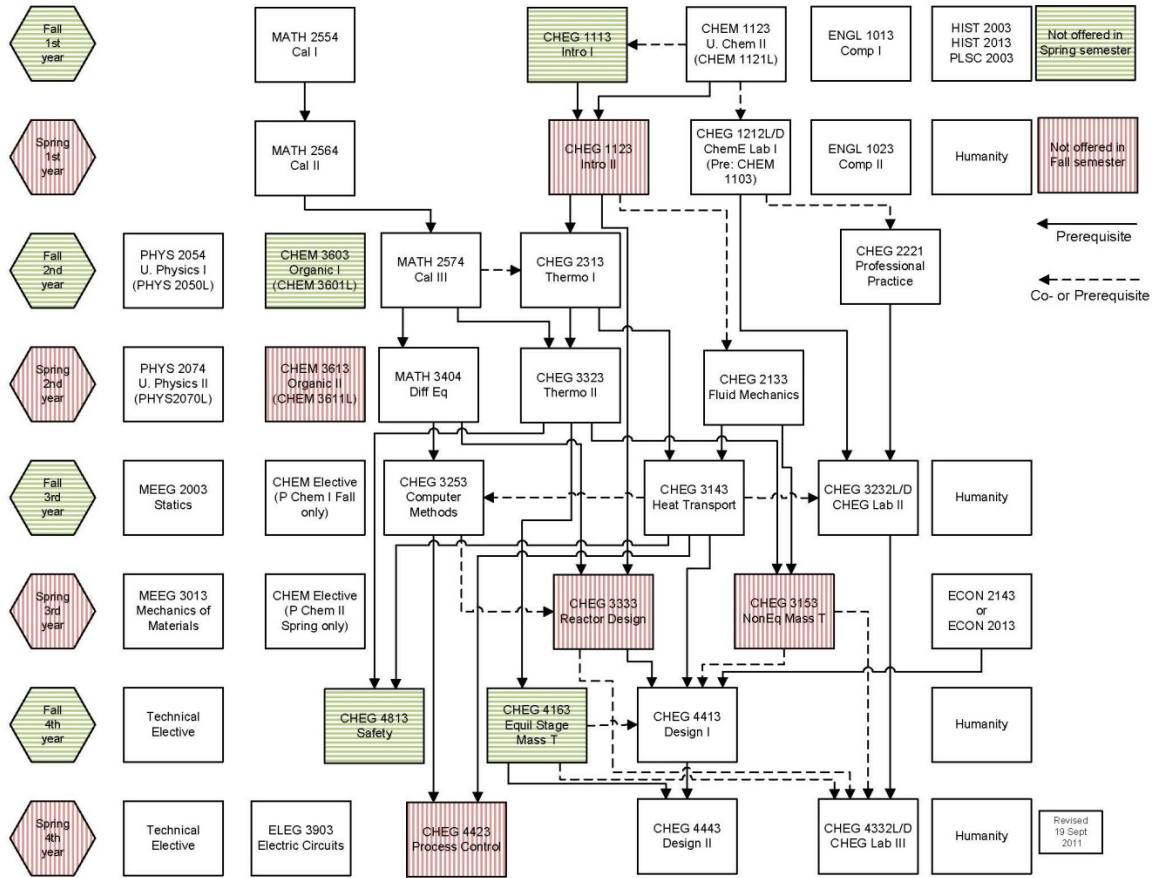 Fall
1st
year
MATH 2554
Cal I
CHEG 1113
Intro I
CHEM 1123
U. Chem II
(CHEM 1121L)
ENGL 1013
Comp I
HIST 2003
HIST 2013
PLSC 2003
Not offered in
Spring semester
Spring
1st
year
MATH 2564
Cal II
CHEG 1123
Intro II
CHEG 1212L/D
ChemE Lab I
(Pre: CHEM
1103)
ENGL 1023
Comp II
Humanity
Not offered in
Fall semester
Prerequisite
Co- or Prerequisite
Fall
2nd
year
PHYS 2054
U. Physics I
(PHYS 2050L)
CHEM 3603
Organic I
(CHEM 3601L)
MATH 2574
Cal III
CHEG 2313
Thermo I
CHEG 2221
Professional
Practice
Spring
2nd
year
PHYS 2074
U. Physics II
(PHYS2070L)
CHEM 3613
Organic II
(CHEM 3611L)
MATH 3404
Diff Eq
CHEG 3323
Thermo II
CHEG 2133
Fluid Mechanics
Fall
3rd
year
MEEG 2003
Statics
CHEM Elective
(P Chem I Fall
only)
CHEG 3253
Computer
Methods
CHEG 3143
Heat Transport
CHEG 3232L/D
CHEG Lab II
Humanity
Spring
3rd
year
MEEG 3013
Mechanics of
Materials
CHEM Elective
(P Chem II
Spring only)
CHEG 3333
Reactor Design
CHEG 3153
NonEq Mass T
ECON 2143
or
ECON 2013
Fall
4th
year
Technical
Elective
CHEG 4813
Safety
CHEG 4163
Equil Stage
Mass T
CHEG 4413
Design I
Humanity
Spring
4th
year
Technical
Elective
ELEG 3903
Electric Circuits
CHEG 4423
Process Control
CHEG 4443
Design II
CHEG 4332L/D
CHEG Lab III
Humanity
Revised
19 Sept
2011